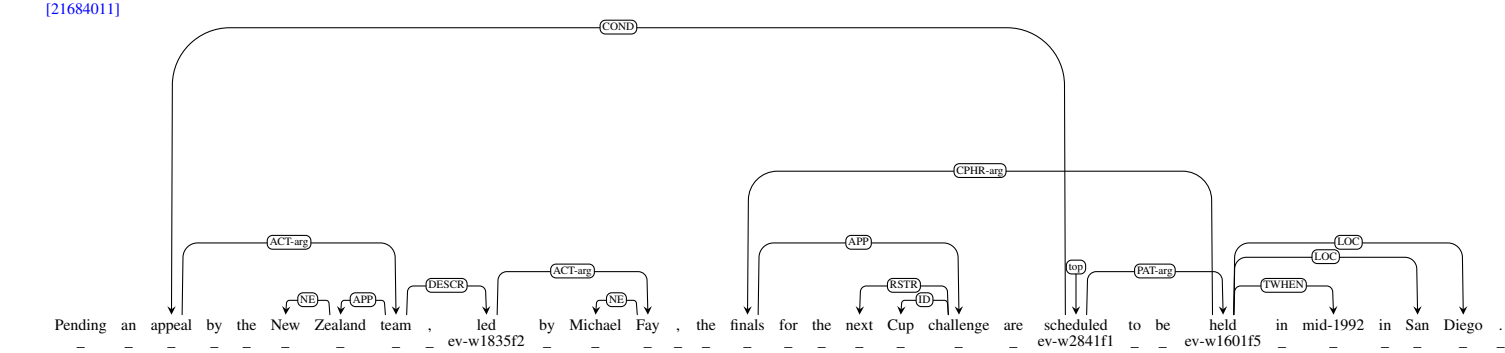 [21684011]
COND
CPHR-arg
ACT-arg APP LOC
ACT-arg top PAT-arg LOC
DESCR RSTR TWHEN
NE APP NE ID
Pending an appeal by the New Zealand team , led by Michael Fay , the finals for the next Cup challenge are scheduled to be held in mid-1992 in San Diego .
_ _ _ _ _ _ _ _ _ ev-w1835f2 _ _ _ _ _ _ _ _ _ _ _ _ ev-w2841f1 _ _ ev-w1601f5 _ _ _ _ _ _